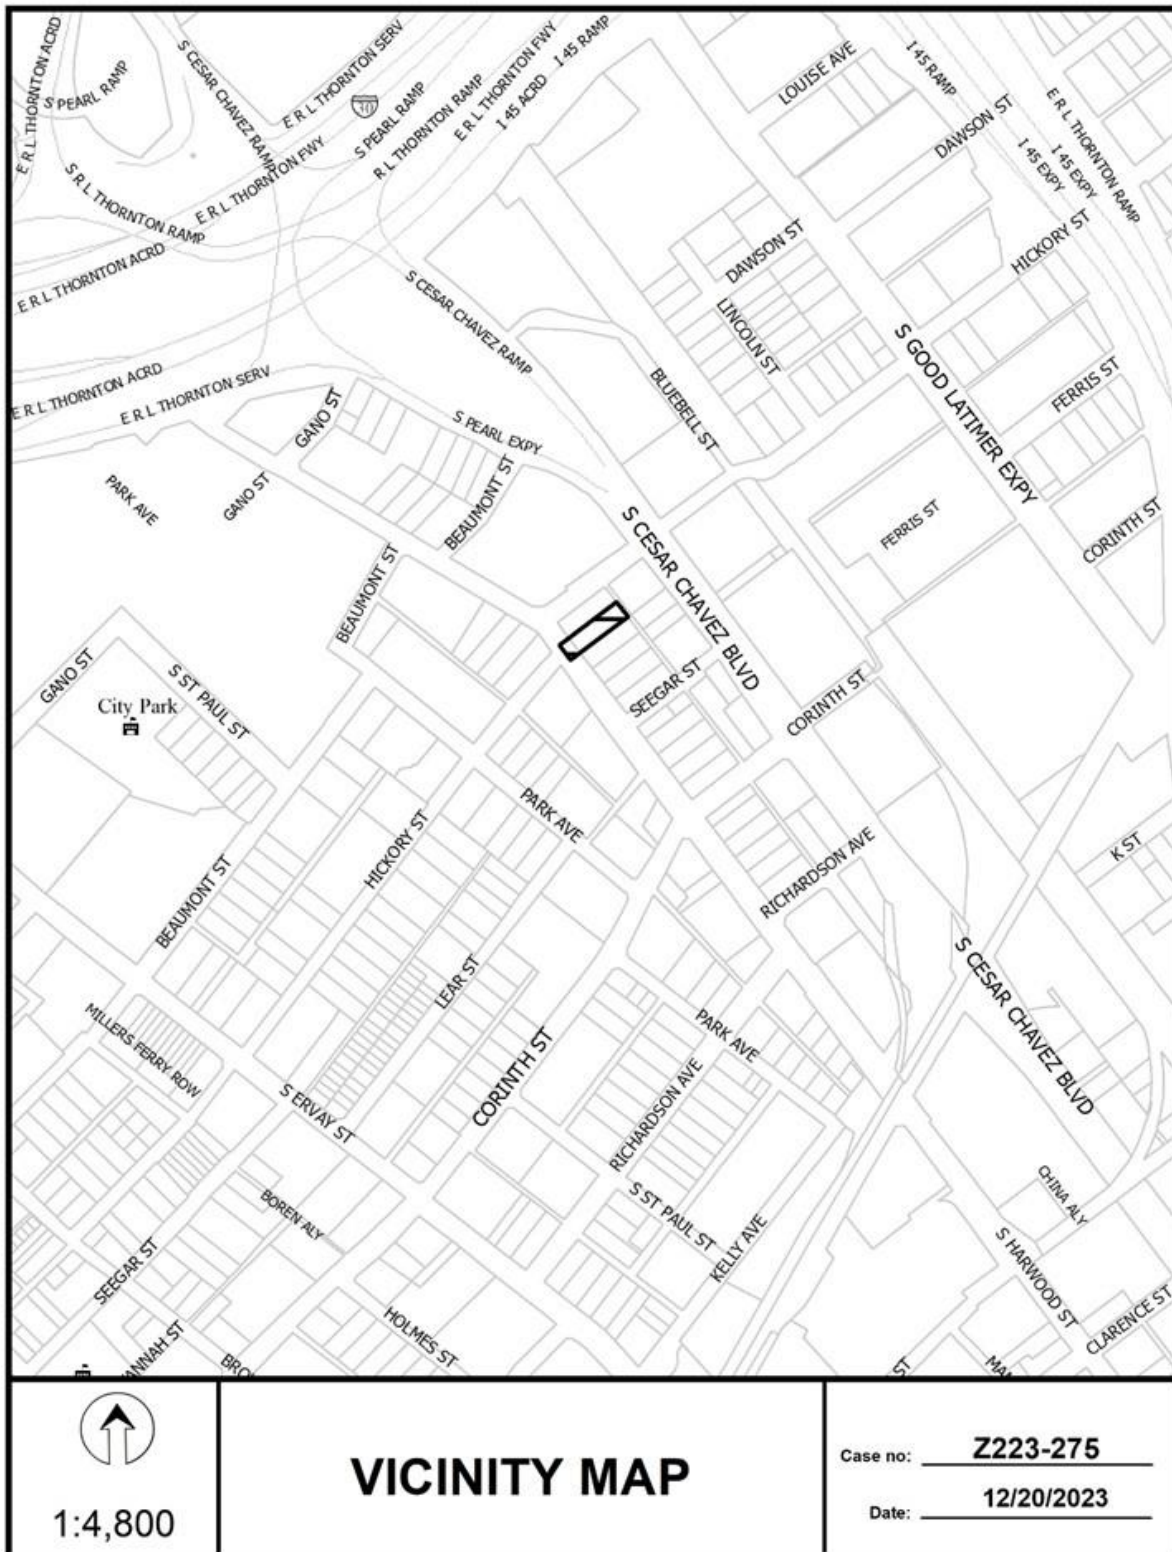 E R L THORNTON ACRD
S PEARL RAMP
S CESAR CHAVEZ RAMP
E R L THORNTON SERV
30
S PEARL RAMP
R L THORNTON RAMP
E R L THORNTON FWY
I 45 ACRD
I 45 RAMP
LOUISE AVE
I 45 RAMP
E R L THORNTON RAMP
DAWSON ST
I 45 EXPY
I 45 EXPY
S R L THORNTON RAMP
E R L THORNTON FWY
E R L THORNTON ACRD
S CESAR CHAVEZ RAMP
DAWSON ST
HICKORY ST
LINCOLN ST
S GOOD LATIMER EXPY
FERRIS ST
E R L THORNTON ACRD
E R L THORNTON SERV
GANO ST
S PEARL EXPY
BLUEBELL ST
PARK AVE
GANO ST
BEAUMONT ST
S CESAR CHAVEZ BLVD
FERRIS ST
CORINTH ST
BEAUMONT ST
GANO ST
S ST PAUL ST
City Park
SEEGAR ST
CORINTH ST
PARK AVE
HICKORY ST
RICHARDSON AVE
K ST
BEAUMONT ST
LEAR ST
S CESAR CHAVEZ BLVD
MILLERS FERRY ROW
PARK AVE
S ERVAY ST
CORINTH ST
RICHARDSON AVE
BOREN ALY
S ST PAUL ST
KELLY AVE
CHINA ALY
SEEGAR ST
S HARWOOD ST
HOLMES ST
CLARENCE ST
ANNAH ST
BRO
ST
MAN
1:4,800
VICINITY MAP
Case no: Z223-275
Date: 12/20/2023